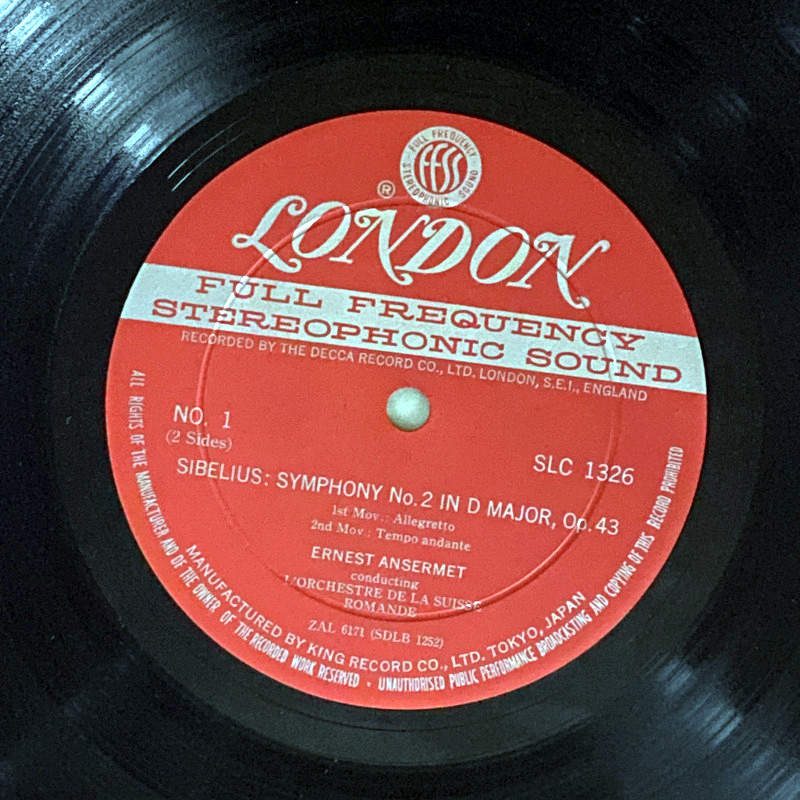 FULL FREQUENCY
FFSS
STEREOPHONIC SOUND
®
LONDON
FULL FREQUENCY
STEREOPHONIC SOUND
RECORDED BY THE DECCA RECORD CO., LTD. LONDON, S.E.I., ENGLAND
NO. 1
(2 Sides)
SLC 1326
SIBELIUS: SYMPHONY No. 2 IN D MAJOR, Op. 43
1st Mov.: Allegretto
2nd Mov: Tempo andante
ERNEST ANSERMET
conducting
L'ORCHESTRE DE LA SUISSE
ROMANDE
ZAL 6171 (SDLB 1252)
MANUFACTURED BY KING RECORD CO., LTD. TOKYO, JAPAN
ALL RIGHTS OF THE MANUFACTURER AND OF THE OWNER OF THE RECORDED WORK RESERVED • UNAUTHORISED PUBLIC PERFORMANCE BROADCASTING AND COPYING OF THIS RECORD PROHIBITED